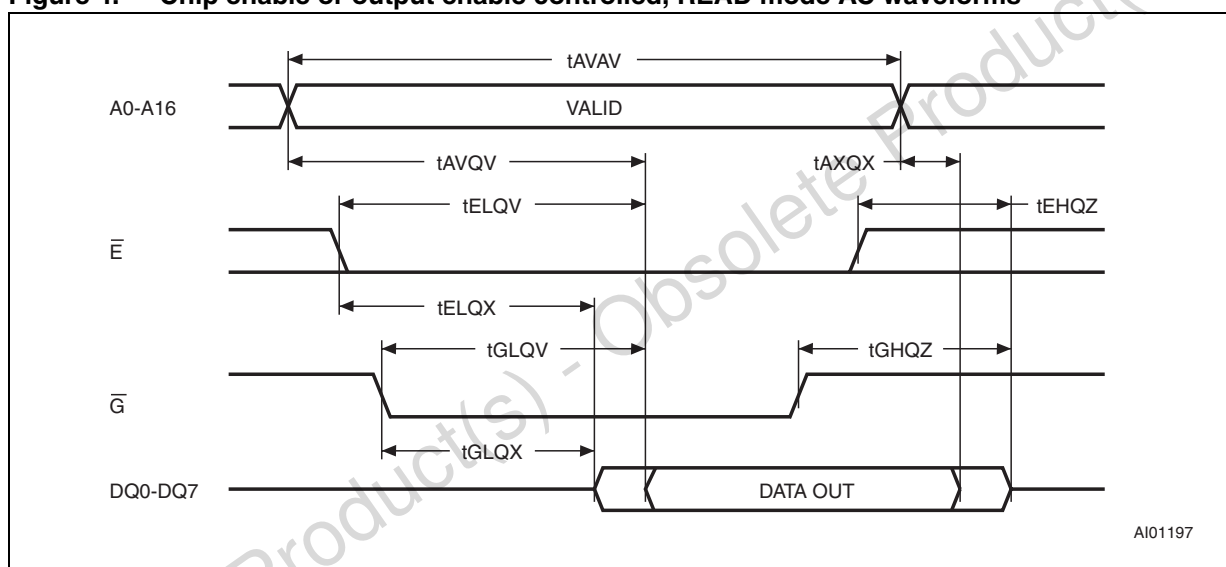 Figure 4. Chip enable or output enable controlled, READ mode AC waveforms
tAVAV
A0-A16
VALID
tAVQV
tAXQX
tELQV
tEHQZ
E̅
tELQX
tGLQV
tGHQZ
G̅
tGLQX
DQ0-DQ7
DATA OUT
AI01197
Product(s) - Obsolete Product(